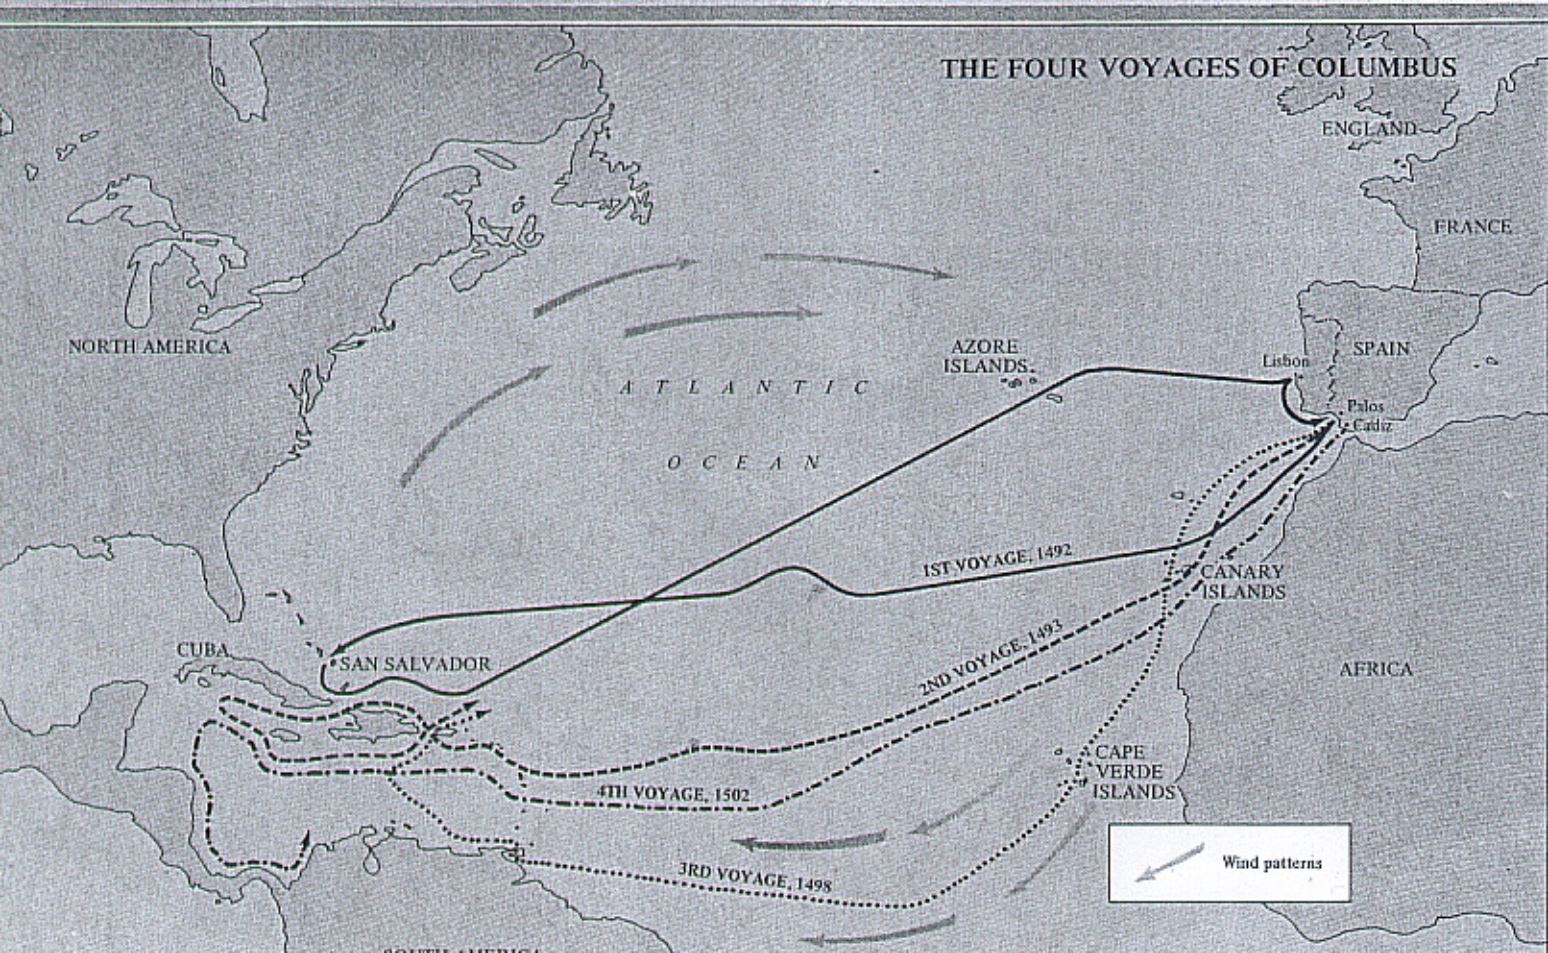 THE FOUR VOYAGES OF COLUMBUS
ENGLAND
FRANCE
NORTH AMERICA
AZORE
ISLANDS
Lisbon
SPAIN
ATLANTIC
Palos
Cadiz
OCEAN
1ST VOYAGE, 1492
CANARY
ISLANDS
CUBA
SAN SALVADOR
2ND VOYAGE, 1493
AFRICA
CAPE
VERDE
ISLANDS
4TH VOYAGE, 1502
3RD VOYAGE, 1498
Wind patterns
SOUTH AMERICA